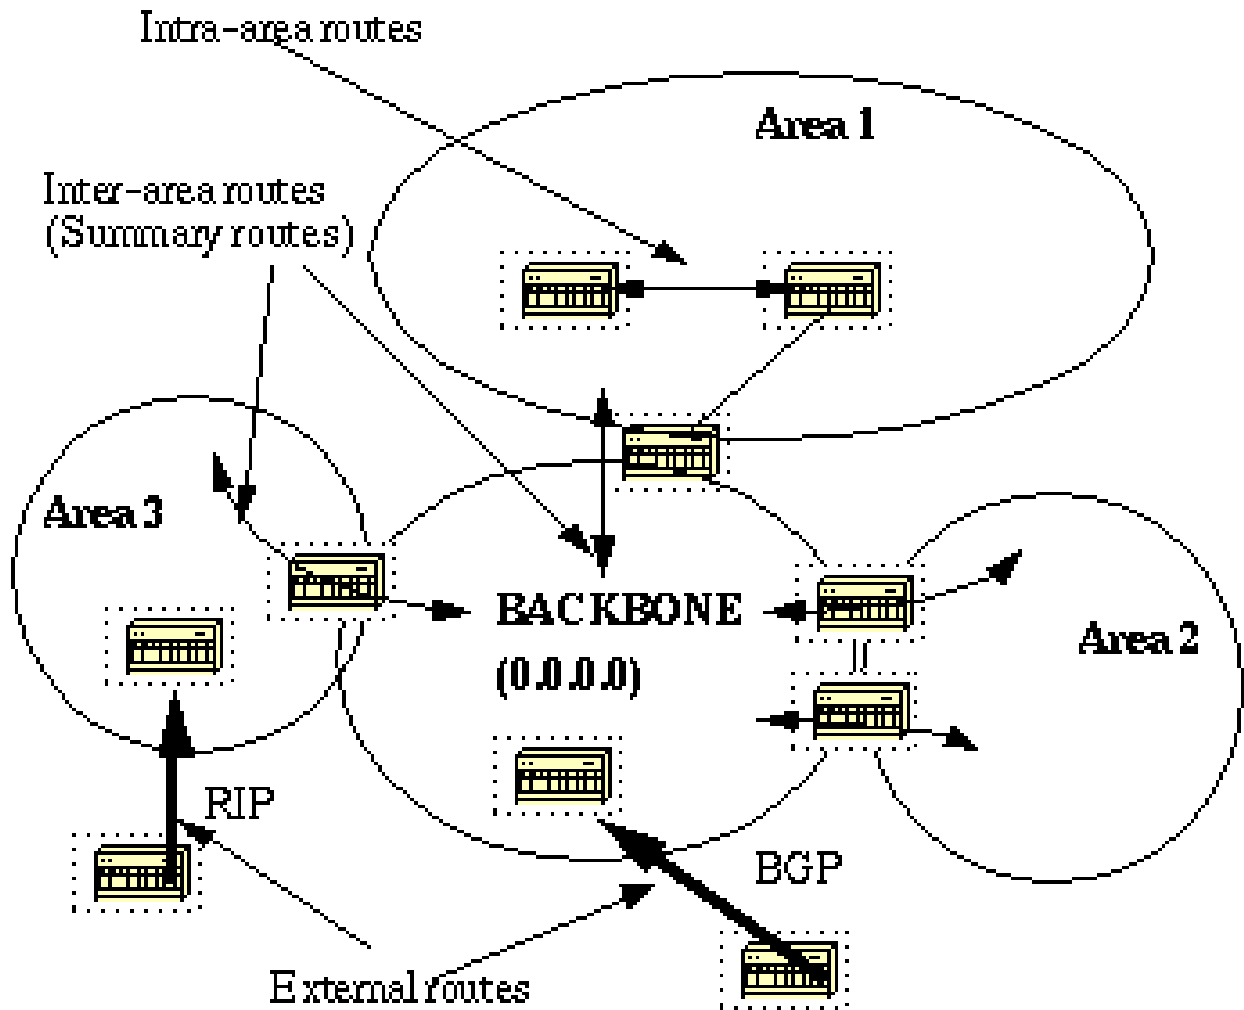 Intra-area routes
Area 1
Inter-area routes
(Summary routes)
Area 3
BACKBONE
(0.0.0.0)
Area 2
RIP
BGP
External routes